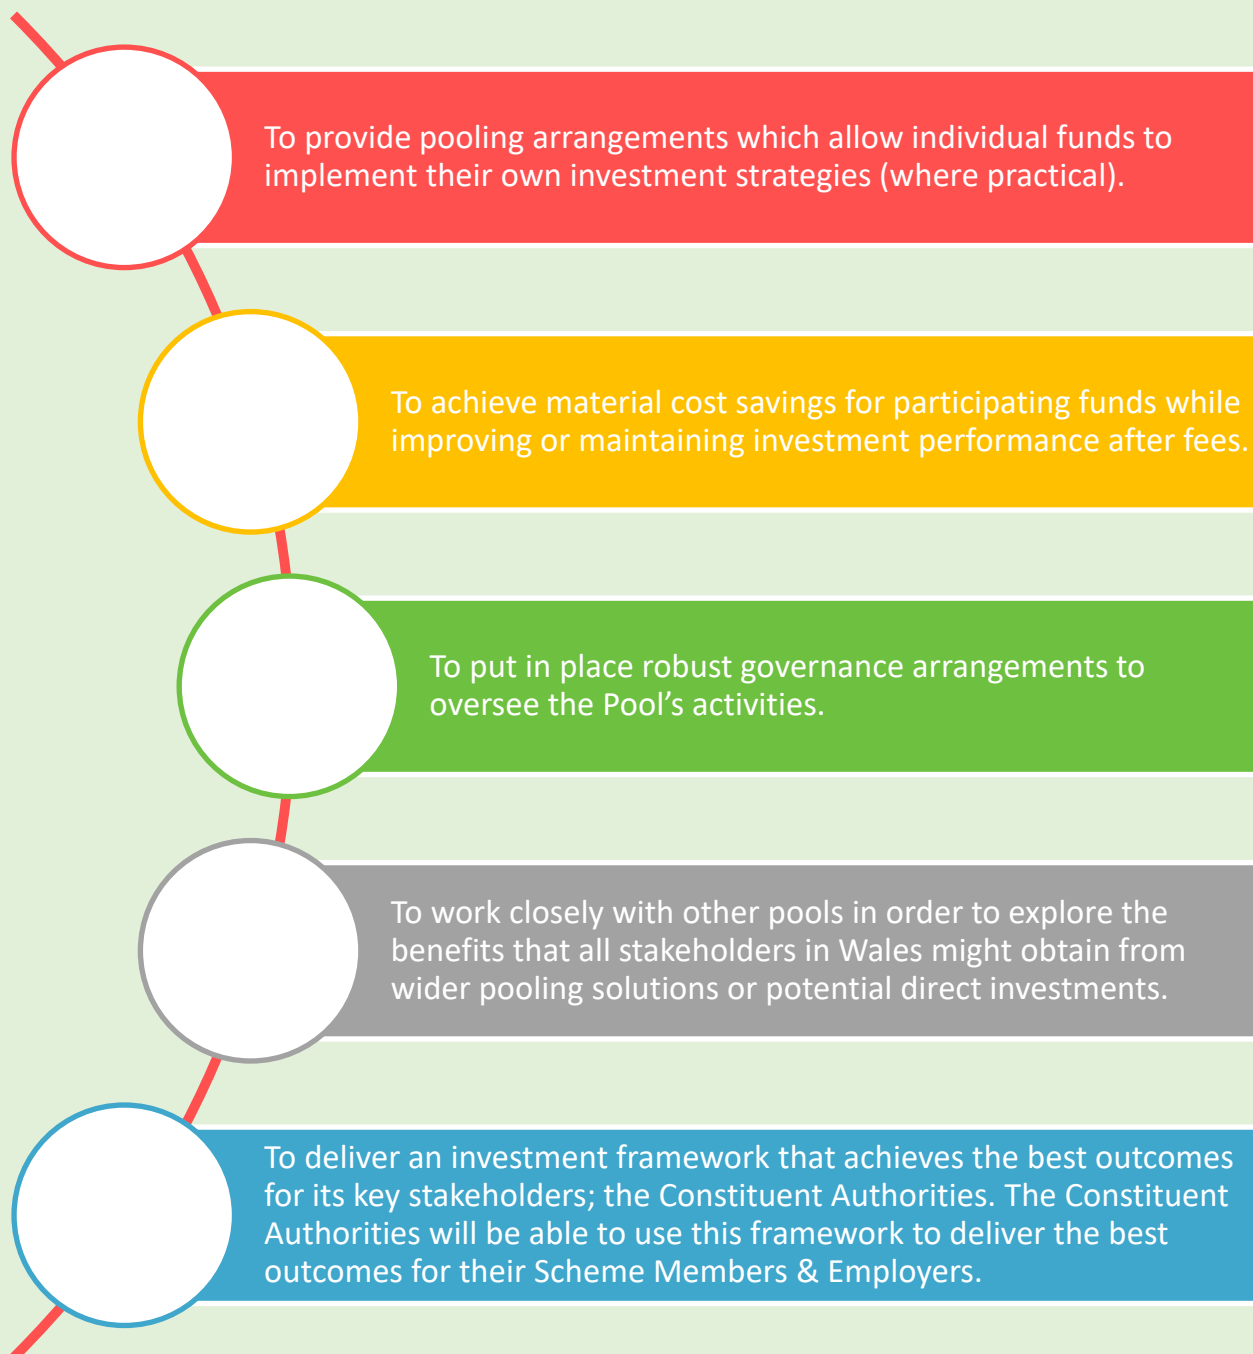 To provide pooling arrangements which allow individual funds to
implement their own investment strategies (where practical).
To achieve material cost savings for participating funds while
improving or maintaining investment performance after fees.
To put in place robust governance arrangements to
oversee the Pool’s activities.
To work closely with other pools in order to explore the
benefits that all stakeholders in Wales might obtain from
wider pooling solutions or potential direct investments.
To deliver an investment framework that achieves the best outcomes
for its key stakeholders; the Constituent Authorities. The Constituent
Authorities will be able to use this framework to deliver the best
outcomes for their Scheme Members & Employers.